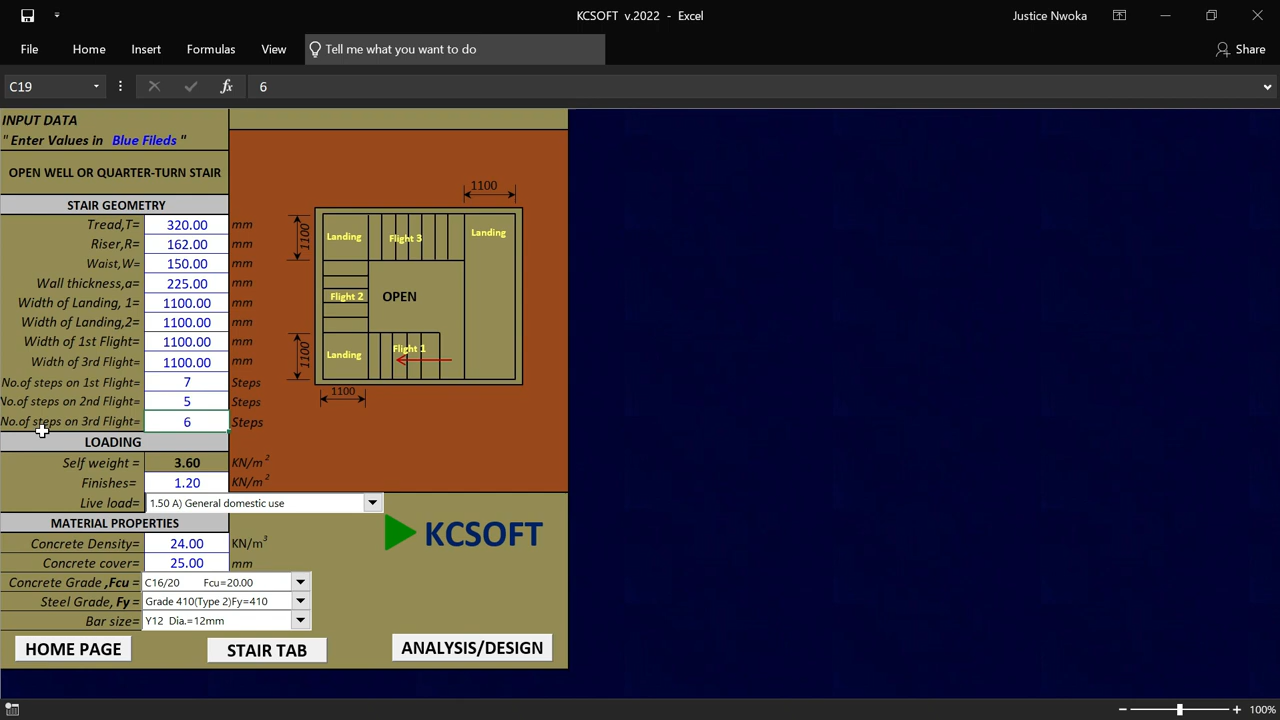 KCSOFT v.2022 - Excel
Justice Nwoka
File Home Insert Formulas View Tell me what you want to do Share
C19 fx 6
INPUT DATA
" Enter Values in Blue Fileds "
OPEN WELL OR QUARTER-TURN STAIR
STAIR GEOMETRY
Tread,T= 320.00 mm
Riser,R= 162.00 mm
Waist,W= 150.00 mm
Wall thickness,a= 225.00 mm
Width of Landing, 1= 1100.00 mm
Width of Landing,2= 1100.00 mm
Width of 1st Flight= 1100.00 mm
Width of 3rd Flight= 1100.00 mm
No.of steps on 1st Flight= 7 Steps
No.of steps on 2nd Flight= 5 Steps
No.of steps on 3rd Flight= 6 Steps
LOADING
Self weight = 3.60 KN/m²
Finishes= 1.20 KN/m²
Live load= 1.50 A) General domestic use
MATERIAL PROPERTIES
Concrete Density= 24.00 KN/m³
Concrete cover= 25.00 mm
Concrete Grade ,Fcu = C16/20 Fcu=20.00
Steel Grade, Fy = Grade 410(Type 2)Fy=410
Bar size= Y12 Dia.=12mm
1100
1100
Landing Flight 3 Landing
Flight 2 OPEN
1100
Landing Flight 1
1100
KCSOFT
HOME PAGE STAIR TAB ANALYSIS/DESIGN
100%